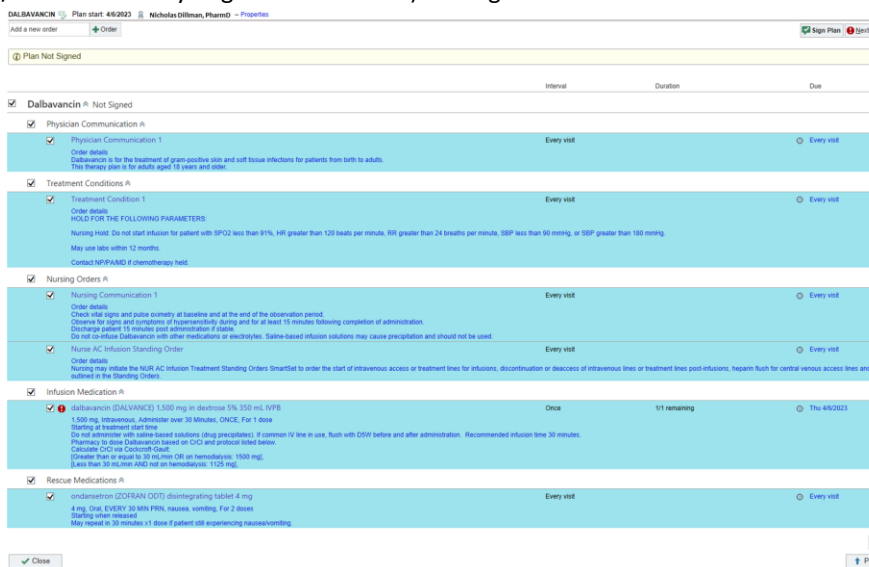 DALBAVANCIN Plan start: 4/6/2023 Nicholas Dillman, PharmD – Properties
Add a new order Order Sign Plan Next
Plan Not Signed
Interval Duration Due
Dalbavancin Not Signed
Physician Communication
Physician Communication 1 Every visit Every visit
Order details
Dalbavancin is for the treatment of gram-positive skin and soft tissue infections for patients from birth to adults.
This therapy plan is for adults aged 18 years and older.
Treatment Conditions
Treatment Condition 1 Every visit Every visit
Order details
HOLD FOR THE FOLLOWING PARAMETERS:
Nursing Hold: Do not start infusion for patient with SPO2 less than 91%, HR greater than 120 beats per minute, RR greater than 24 breaths per minute, SBP less than 90 mmHg, or SBP greater than 180 mmHg.
May use labs within 12 months.
Contact NP/PA/MD if chemotherapy held.
Nursing Orders
Nursing Communication 1 Every visit Every visit
Order details
Check vital signs and pulse oximetry at baseline and at the end of the observation period.
Observe for signs and symptoms of hypersensitivity during and for at least 15 minutes following completion of administration.
Discharge patient 15 minutes post administration if stable.
Do not co-infuse Dalbavancin with other medications or electrolytes. Saline-based infusion solutions may cause precipitation and should not be used.
Nurse AC Infusion Standing Order Every visit Every visit
Order details
Nursing may initiate the NUR AC Infusion Treatment Standing Orders SmartSet to order the start of intravenous access or treatment lines for infusions, discontinuation or deaccess of intravenous lines or treatment lines post-infusions, heparin flush for central venous access lines and
outlined in the Standing Orders.
Infusion Medication
dalbavancin (DALVANCE) 1,500 mg in dextrose 5% 350 mL IVPB Once 1/1 remaining Thu 4/6/2023
1,500 mg, Intravenous, Administer over 30 Minutes, ONCE, For 1 dose
Starting at treatment start time
Do not administer with saline-based solutions (drug precipitates). If common IV line in use, flush with D5W before and after administration. Recommended infusion time 30 minutes.
Pharmacy to dose Dalbavancin based on CrCl and protocol listed below.
Calculate CrCl via Cockcroft-Gault:
[Greater than or equal to 30 mL/min OR on hemodialysis: 1500 mg],
[Less than 30 mL/min AND not on hemodialysis: 1125 mg],
Rescue Medications
ondansetron (ZOFRAN ODT) disintegrating tablet 4 mg Every visit Every visit
4 mg, Oral, EVERY 30 MIN PRN, nausea, vomiting, For 2 doses
Starting when released
May repeat in 30 minutes x1 dose if patient still experiencing nausea/vomiting.
Close P